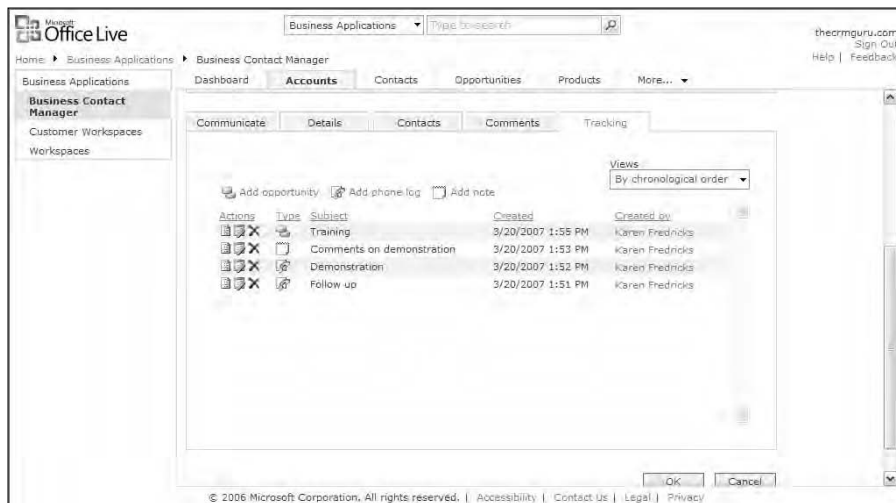 Microsoft
Office Live
Business Applications
Type to search
thecrmguru.com
Sign Out
Help | Feedback
Home ▶ Business Applications ▶ Business Contact Manager
Business Applications
Business Contact Manager
Customer Workspaces
Workspaces
Dashboard Accounts Contacts Opportunities Products More...
Communicate Details Contacts Comments Tracking
Views
By chronological order
Add opportunity Add phone log Add note
Actions Type Subject Created Created by
Training 3/20/2007 1:55 PM Karen Fredricks
Comments on demonstration 3/20/2007 1:53 PM Karen Fredricks
Demonstration 3/20/2007 1:52 PM Karen Fredricks
Follow up 3/20/2007 1:51 PM Karen Fredricks
OK Cancel
© 2006 Microsoft Corporation. All rights reserved. | Accessibility | Contact Us | Legal | Privacy